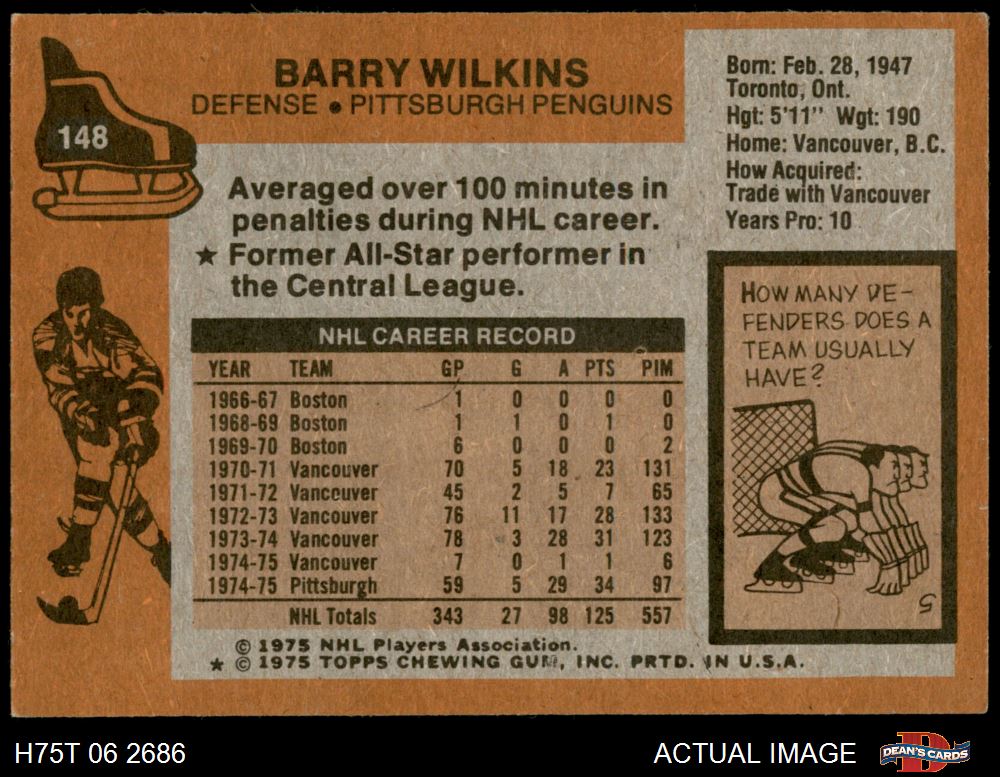 BARRY WILKINS
DEFENSE • PITTSBURGH PENGUINS
148
Born: Feb. 28, 1947
Toronto, Ont.
Hgt: 5'11" Wgt: 190
Home: Vancouver, B.C.
How Acquired:
Trade with Vancouver
Years Pro: 10
Averaged over 100 minutes in
penalties during NHL career.
★ Former All-Star performer in
the Central League.
NHL CAREER RECORD
YEAR TEAM GP G A PTS PIM
1966-67 Boston 1 0 0 0 0
1968-69 Boston 1 1 0 1 0
1969-70 Boston 6 0 0 0 2
1970-71 Vancouver 70 5 18 23 131
1971-72 Vancouver 45 2 5 7 65
1972-73 Vancouver 76 11 17 28 133
1973-74 Vancouver 78 3 28 31 123
1974-75 Vancouver 7 0 1 1 6
1974-75 Pittsburgh 59 5 29 34 97
NHL Totals 343 27 98 125 557
© 1975 NHL Players Association.
★ © 1975 TOPPS CHEWING GUM, INC. PRTD. IN U.S.A.
HOW MANY DE-
FENDERS DOES A
TEAM USUALLY
HAVE?
5
H75T 06 2686
ACTUAL IMAGE
D
DEAN'S CARDS